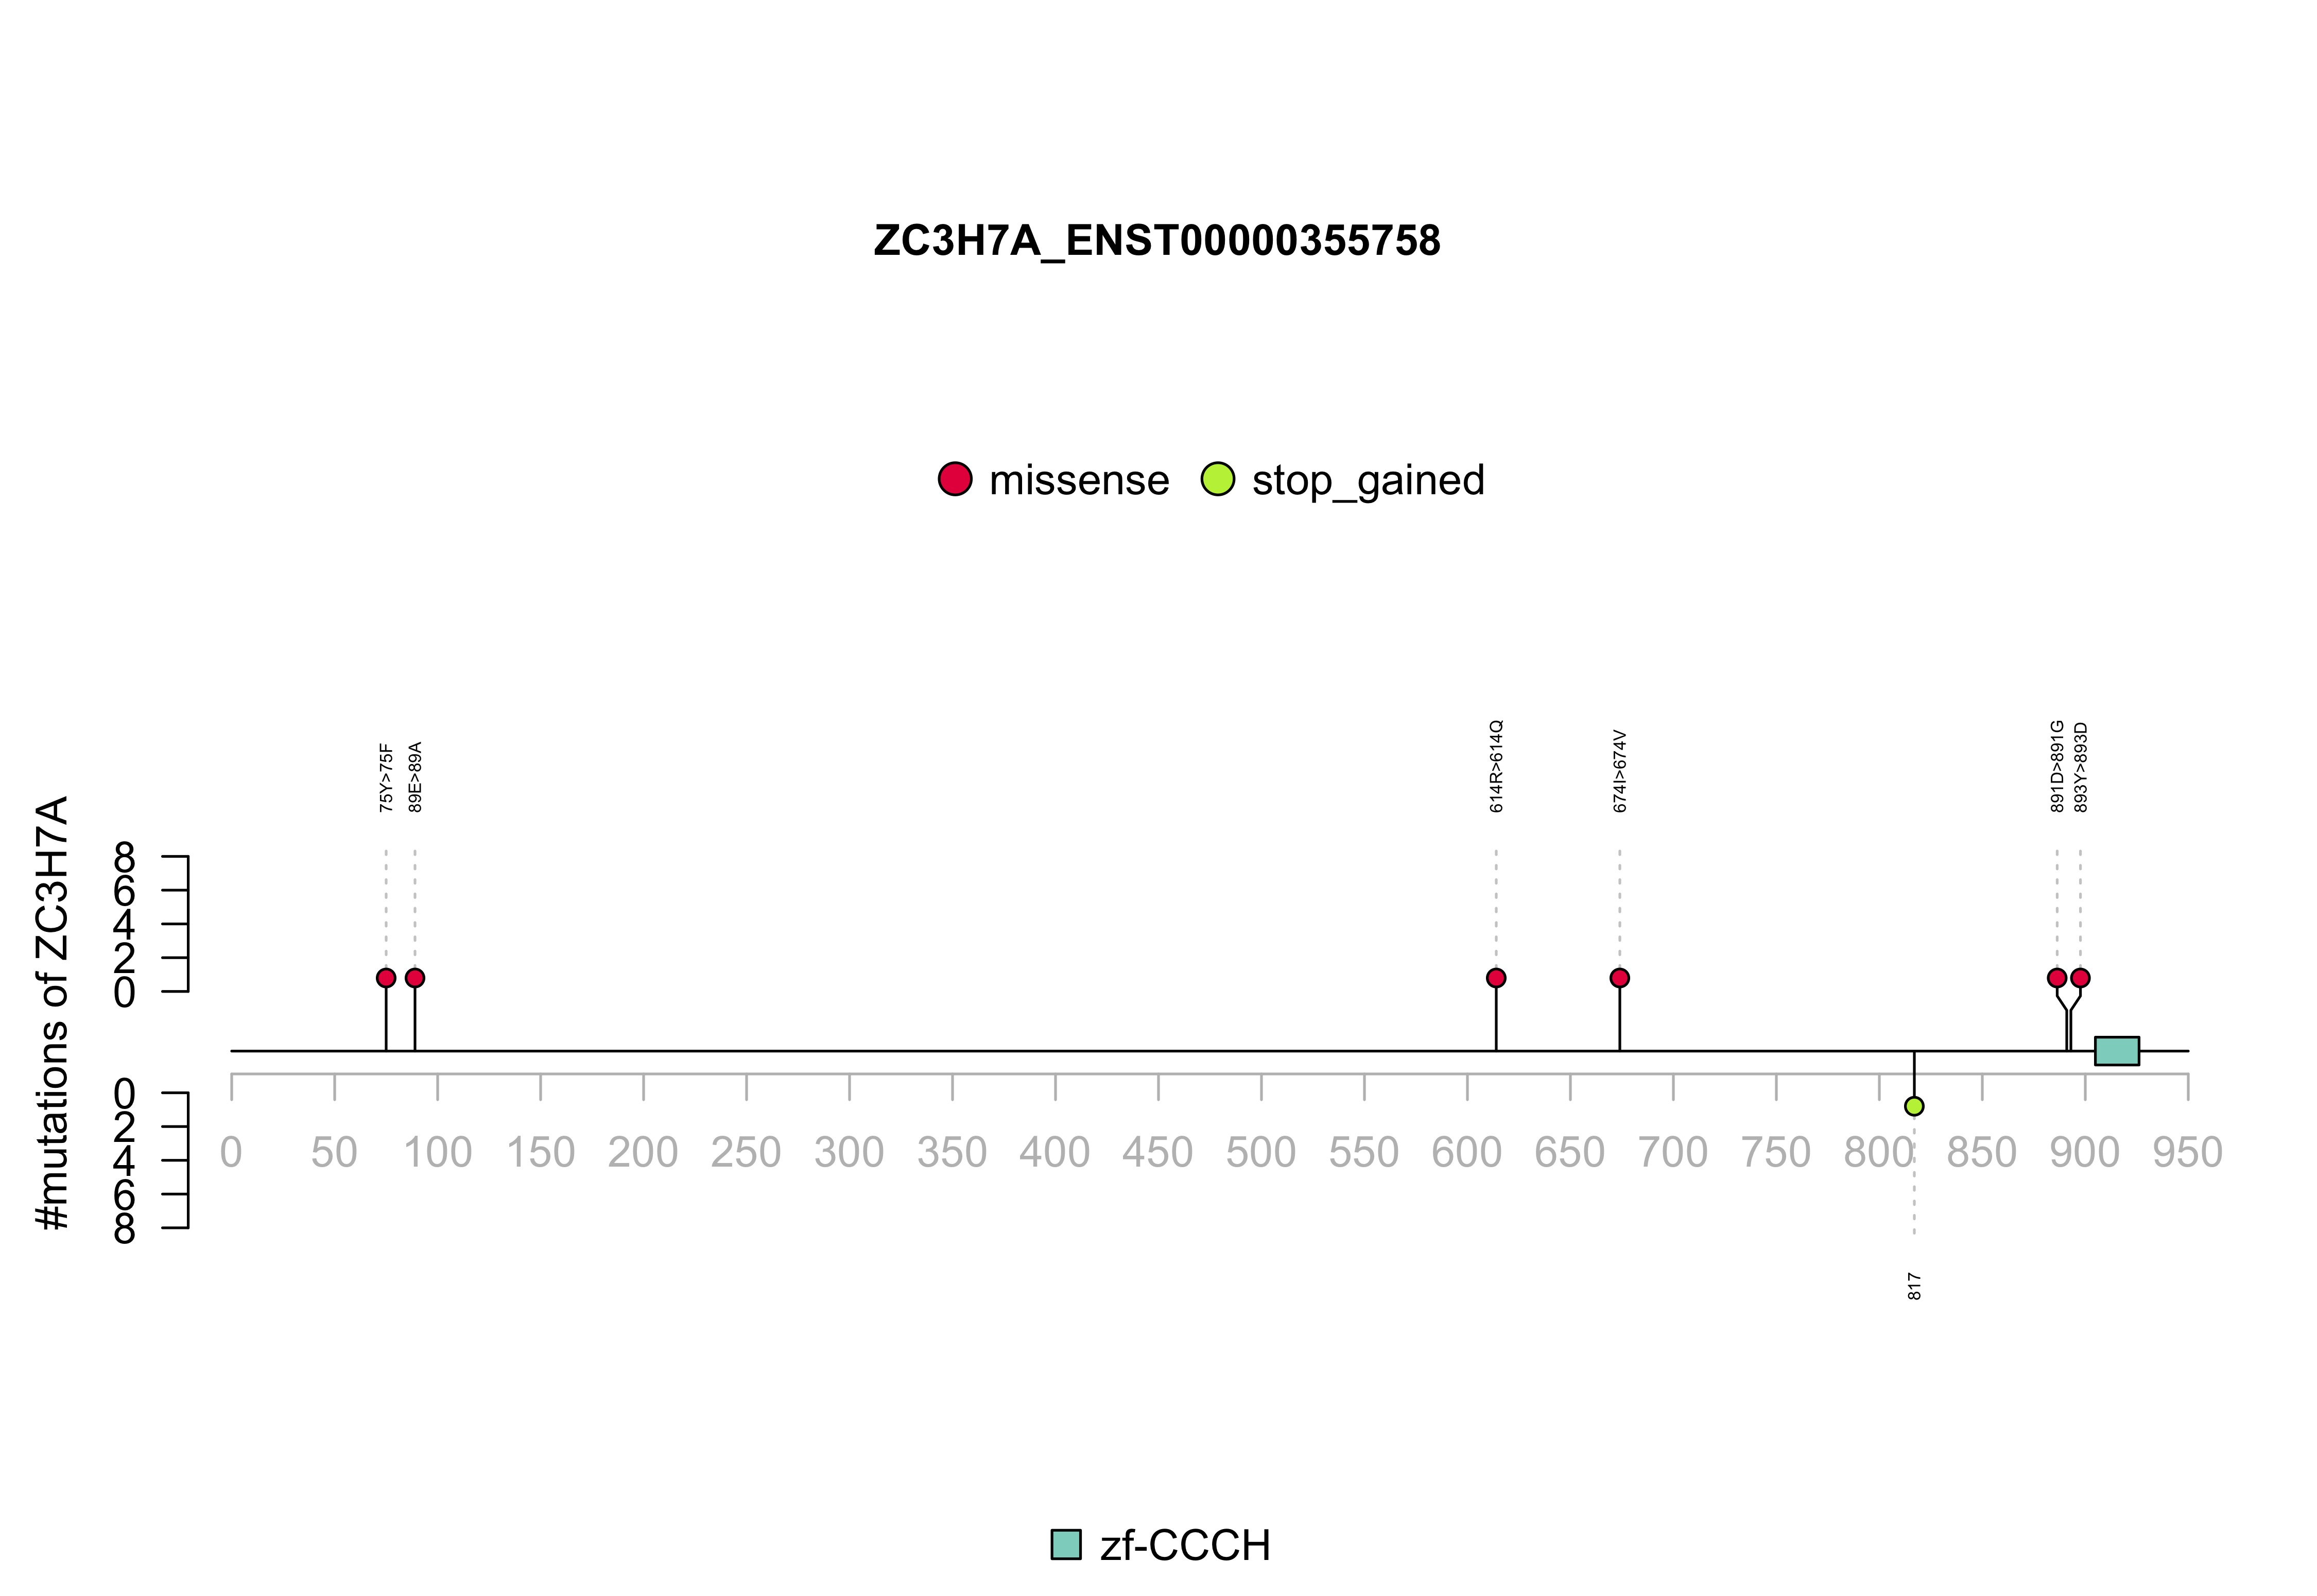 ZC3H7A_ENST00000355758
missense stop_gained
75Y>75F
89E>89A
614R>614Q
674I>674V
891D>891G
893Y>893D
#mutations of ZC3H7A
8
6
4
2
0
0
2
4
6
8
0 50 100 150 200 250 300 350 400 450 500 550 600 650 700 750 800 850 900 950
817
zf-CCCH